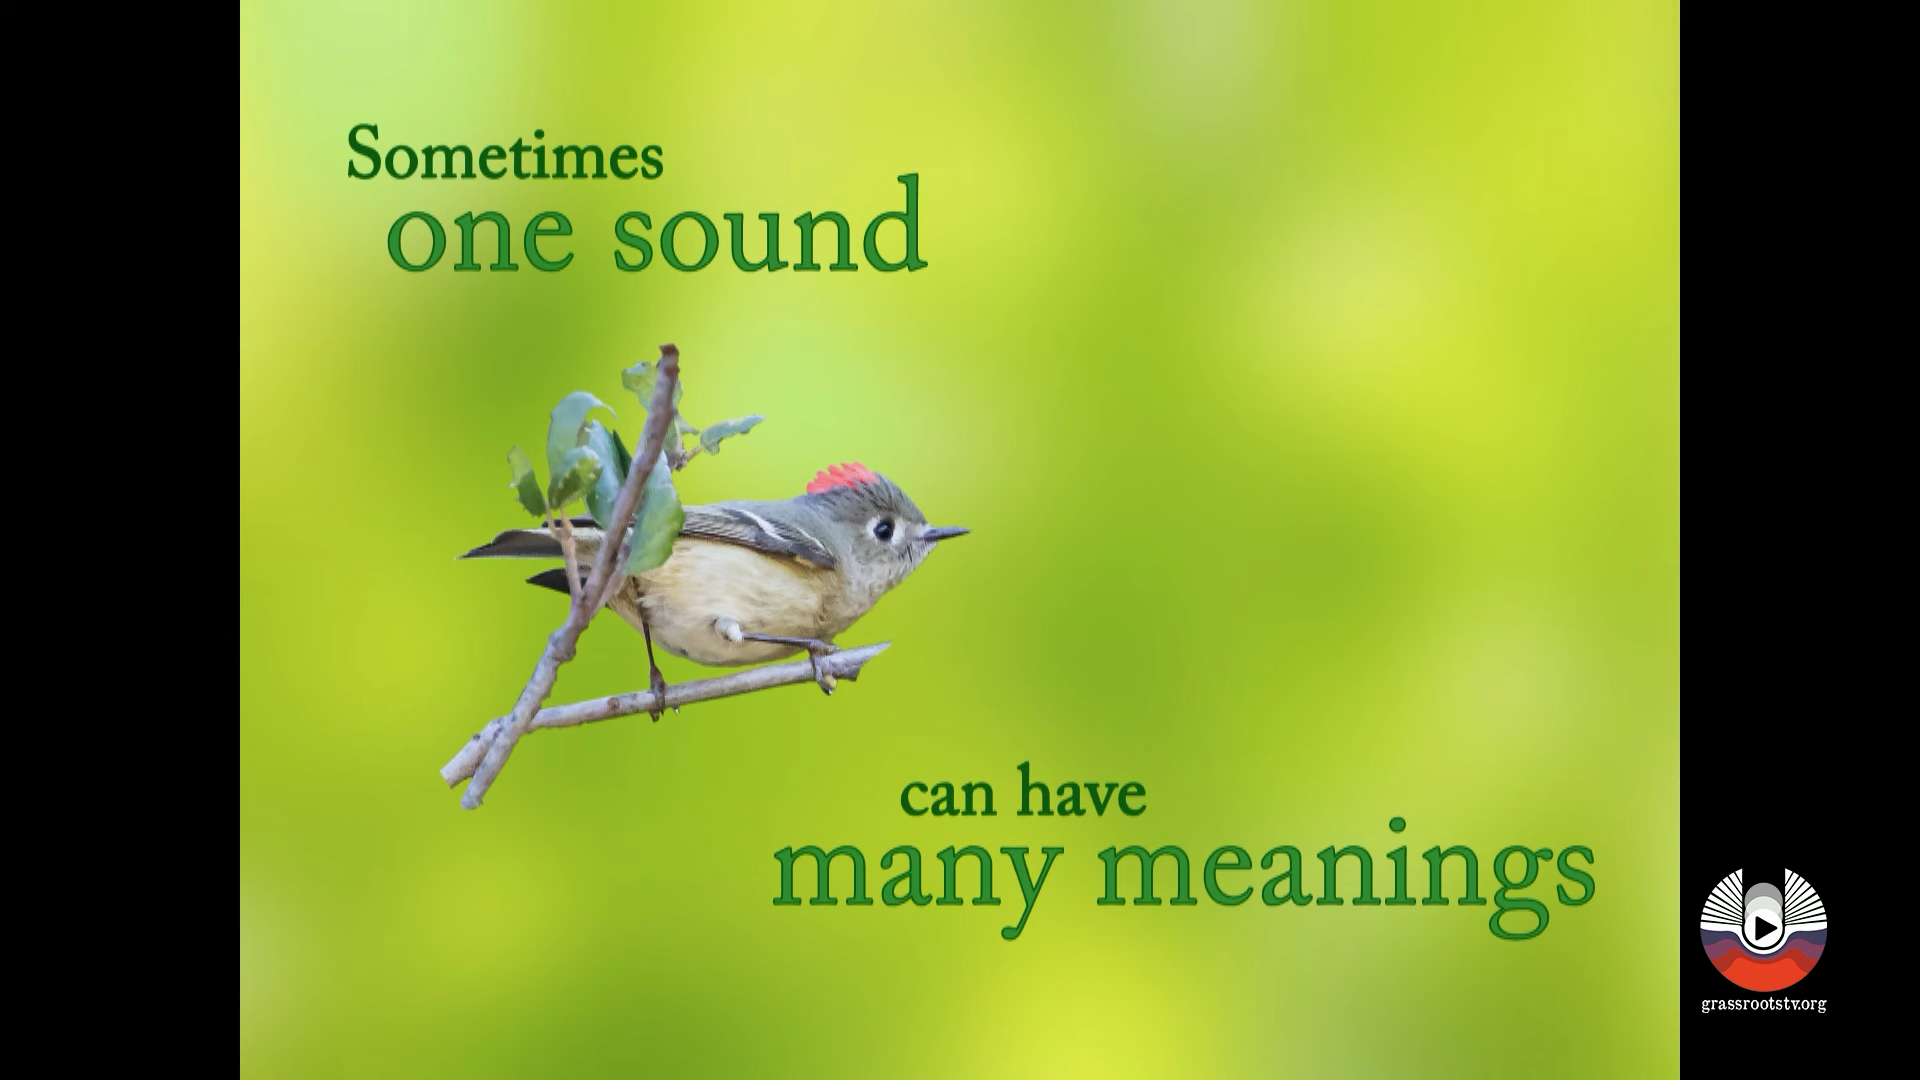 Sometimes
one sound
can have
many meanings
grassrootstv.org